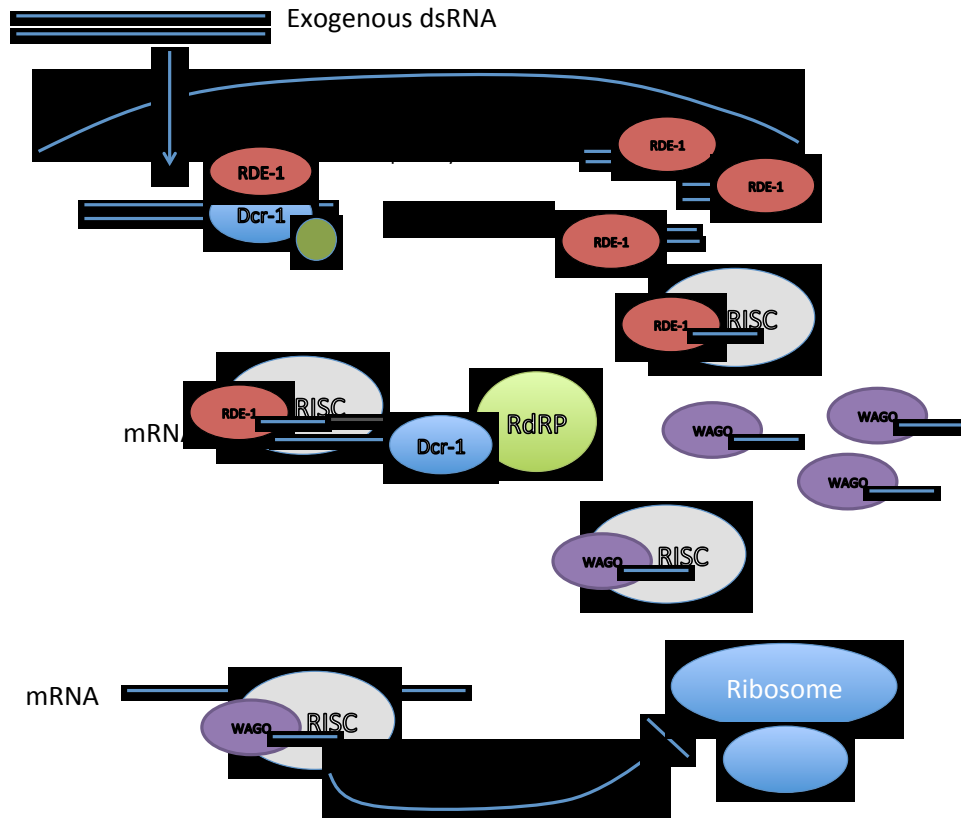 Exogenous dsRNA
RDE-1
RDE-1
RDE-1
Dcr-1
RDE-1
RDE-1
RISC
RDE-1
RISC
mRNA
Dcr-1
RdRP
WAGO
WAGO
WAGO
WAGO
RISC
mRNA
WAGO
RISC
Ribosome